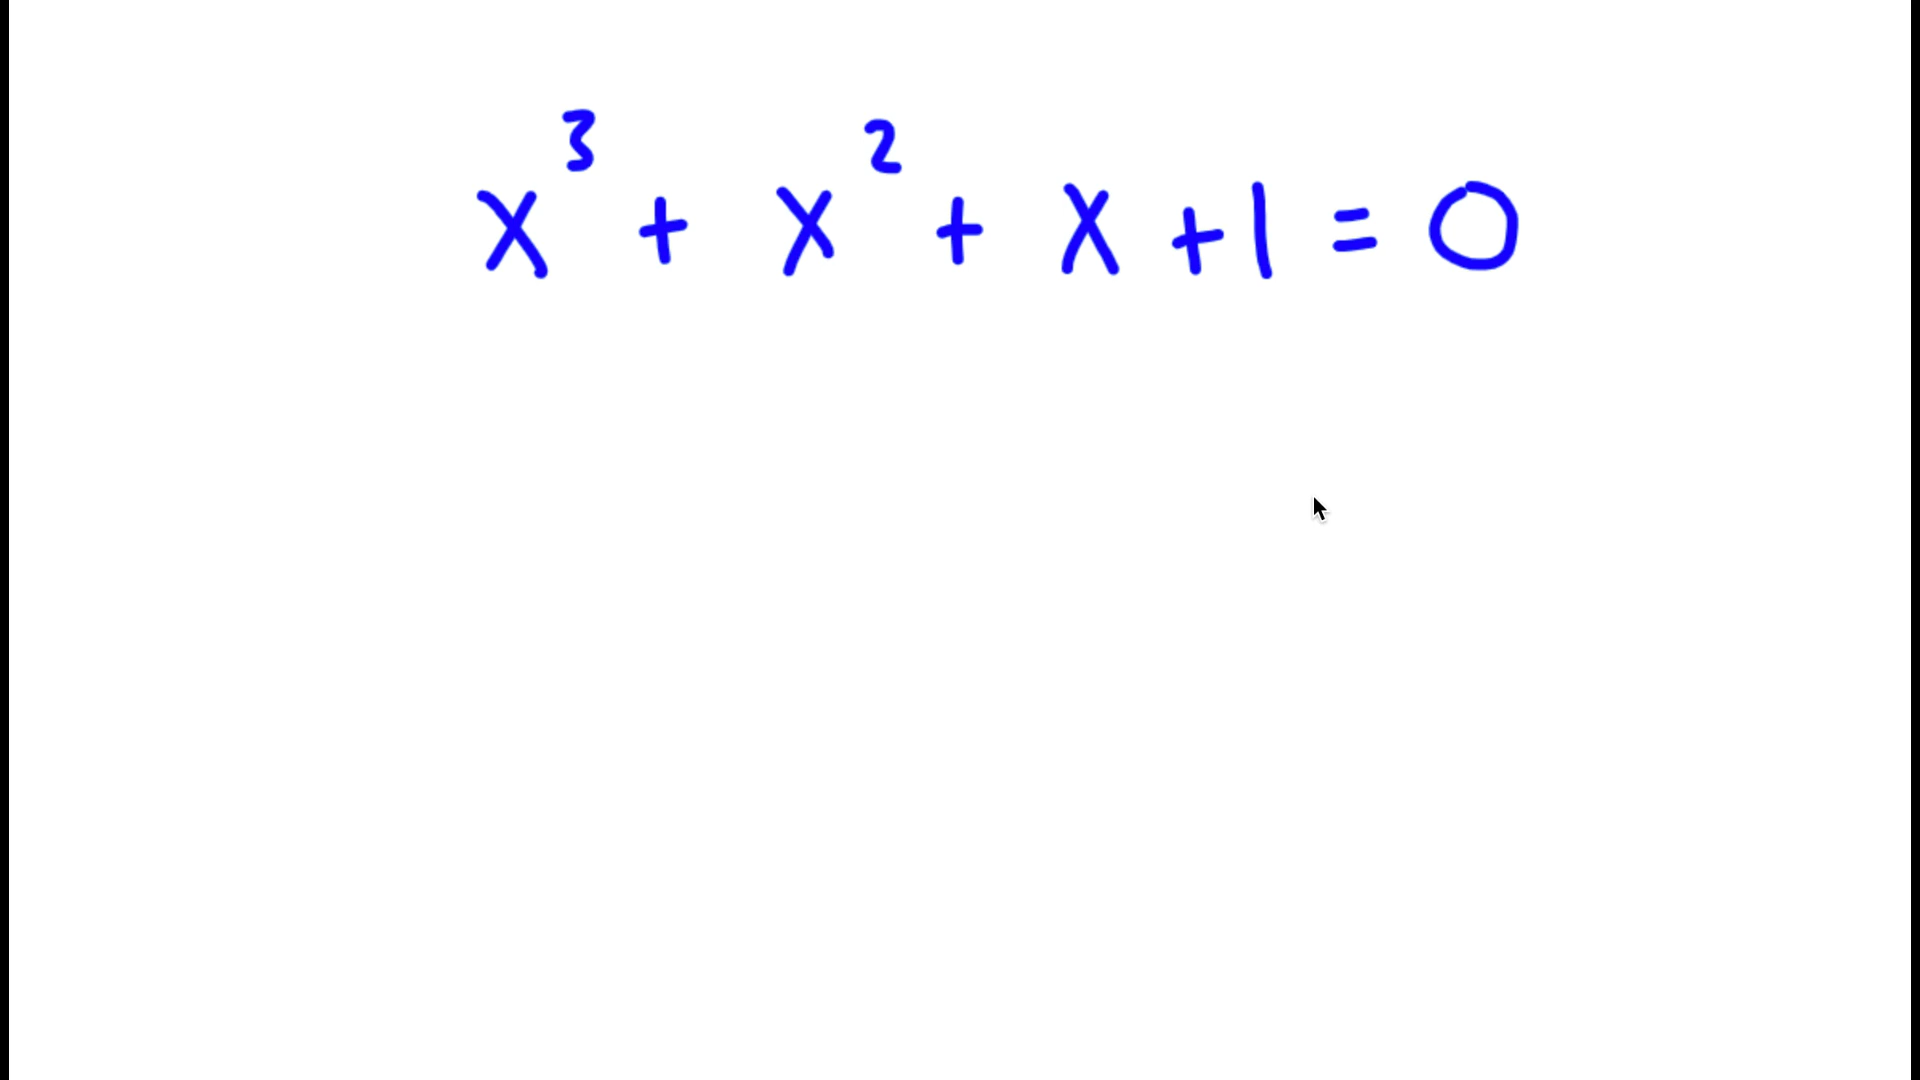 x³ + x² + x + 1 = 0